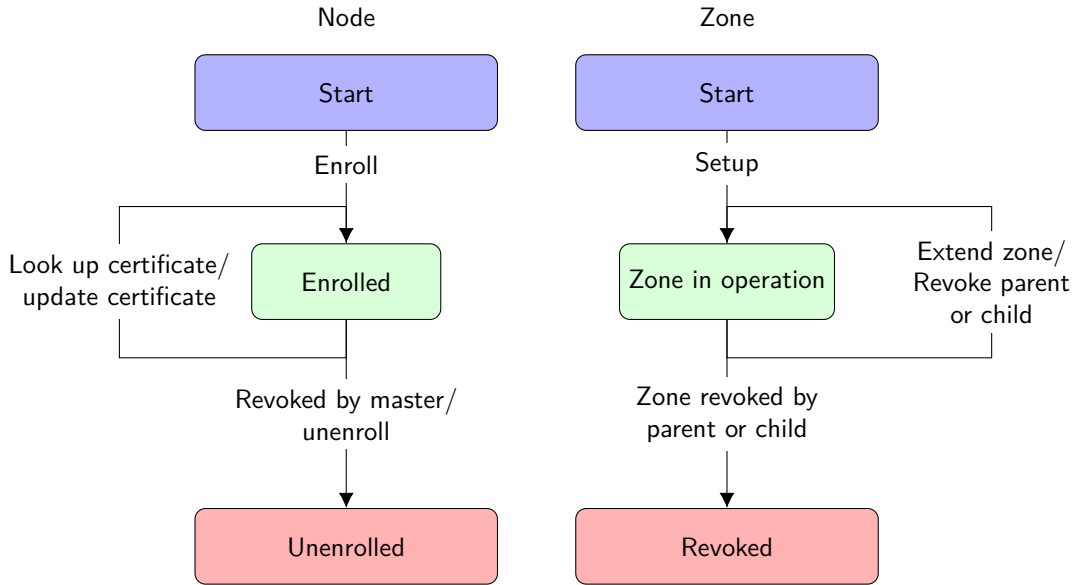 Node
Start
Enroll
Look up certificate/
update certificate
Enrolled
Revoked by master/
unenroll
Unenrolled
Zone
Start
Setup
Zone in operation
Extend zone/
Revoke parent
or child
Zone revoked by
parent or child
Revoked